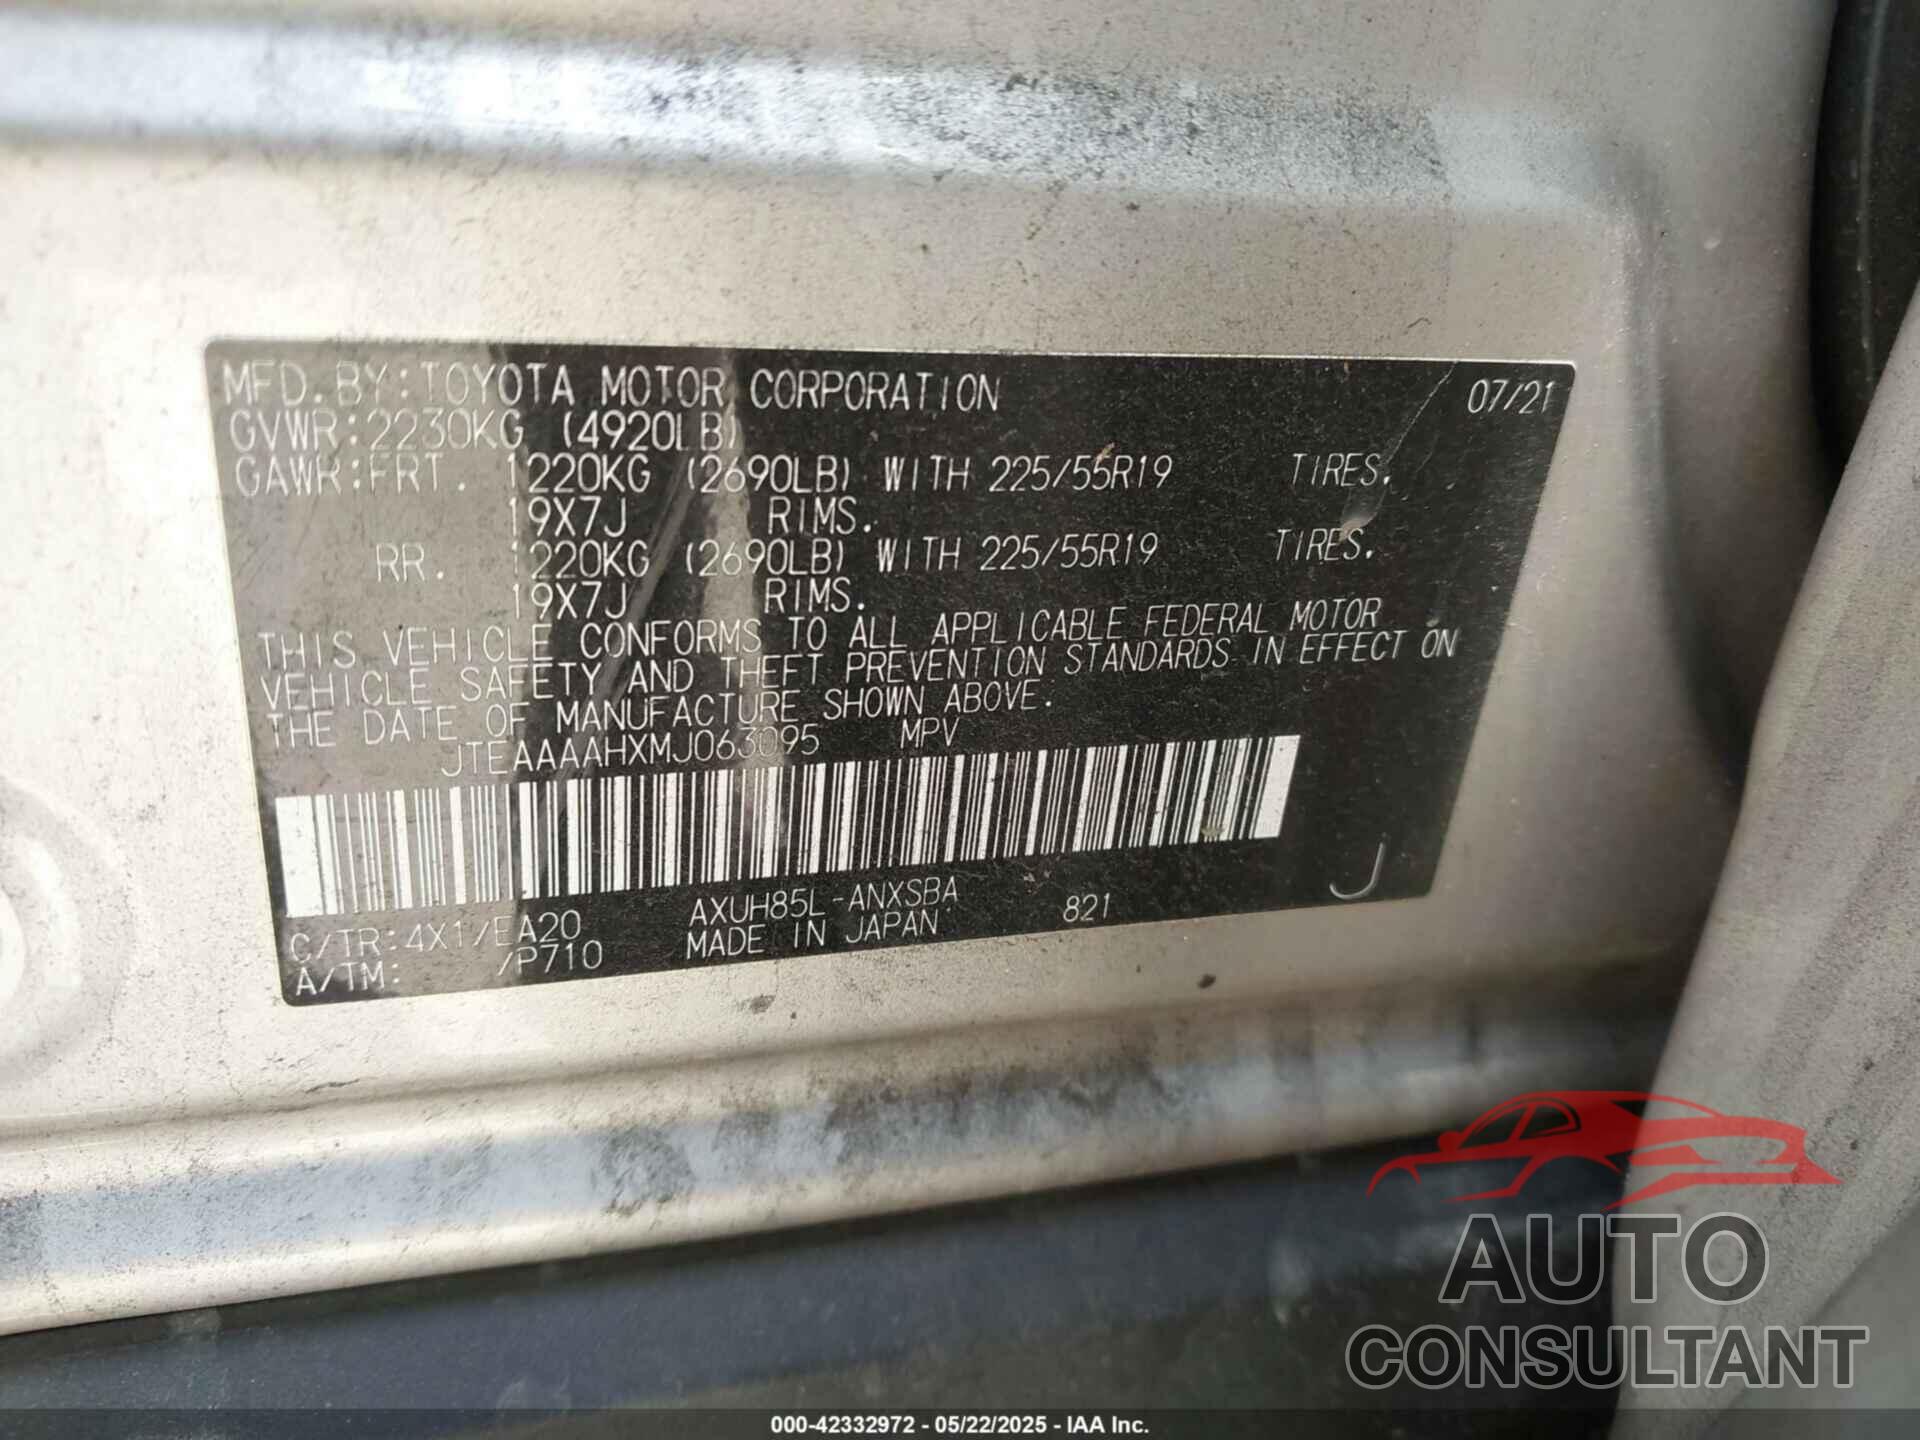 MFD. BY: TOYOTA MOTOR CORPORATION 07/21
GVWR: 2230KG (4920LB)
GAWR: FRT. 1220KG (2690LB) WITH 225/55R19 TIRES.
19X7J RIMS.
RR. 1220KG (2690LB) WITH 225/55R19 TIRES.
19X7J RIMS.
THIS VEHICLE CONFORMS TO ALL APPLICABLE FEDERAL MOTOR
VEHICLE SAFETY AND THEFT PREVENTION STANDARDS IN EFFECT ON
THE DATE OF MANUFACTURE SHOWN ABOVE.
JTEAAAAHXMJ063095 MPV
C/TR: 4X1/EA20 AXUH85L-ANXSBA 821 J
A/TM: /P710 MADE IN JAPAN
AUTO
CONSULTANT
000-42332972 - 05/22/2025 - IAA Inc.